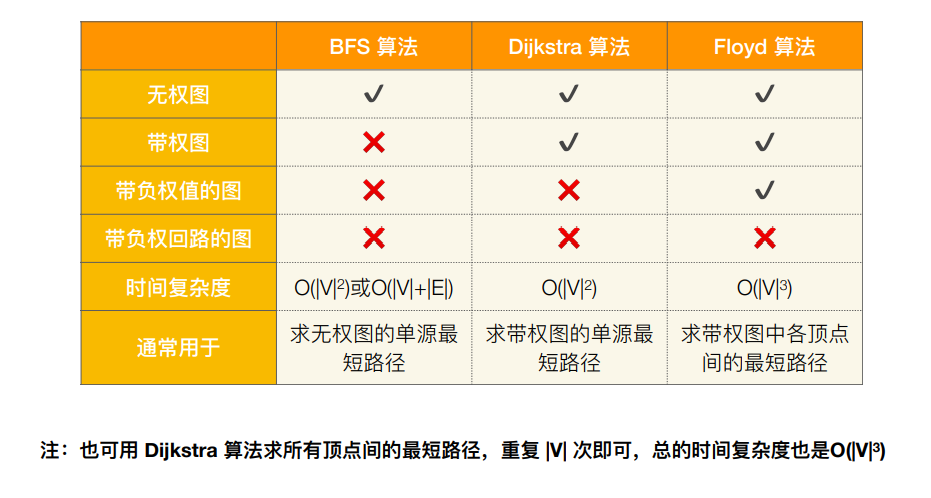 BFS 算法 Dijkstra 算法 Floyd 算法
无权图 ✓ ✓ ✓
带权图 ✗ ✓ ✓
带负权值的图 ✗ ✗ ✓
带负权回路的图 ✗ ✗ ✗
时间复杂度 O(|V|²)或O(|V|+|E|) O(|V|²) O(|V|³)
通常用于 求无权图的单源最 求带权图的单源最 求带权图中各顶点
短路径 短路径 间的最短路径
注：也可用 Dijkstra 算法求所有顶点间的最短路径，重复 |V| 次即可，总的时间复杂度也是O(|V|³)